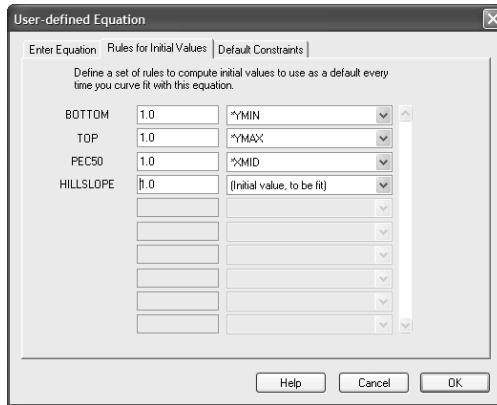 User-defined Equation
Enter Equation Rules for Initial Values Default Constraints
Define a set of rules to compute initial values to use as a default every
time you curve fit with this equation.
BOTTOM 1.0 *YMIN
TOP 1.0 *YMAX
PEC50 1.0 *XMID
HILLSLOPE 1.0 (Initial value, to be fit)
Help Cancel OK